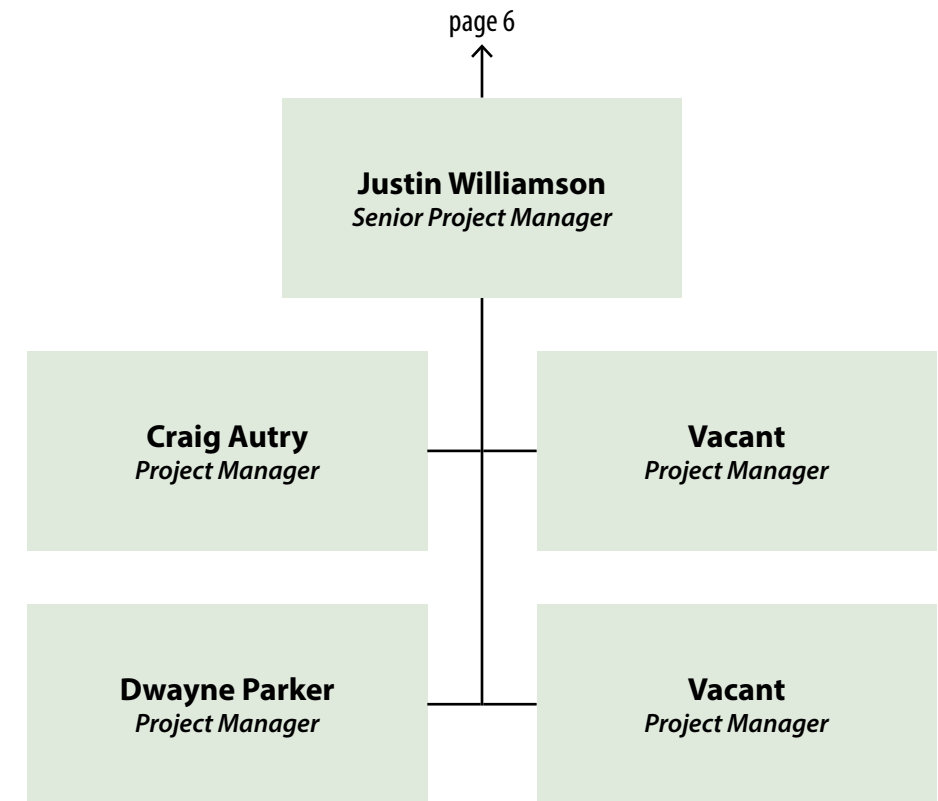 page 6
Justin Williamson
Senior Project Manager
Craig Autry
Project Manager
Vacant
Project Manager
Dwayne Parker
Project Manager
Vacant
Project Manager